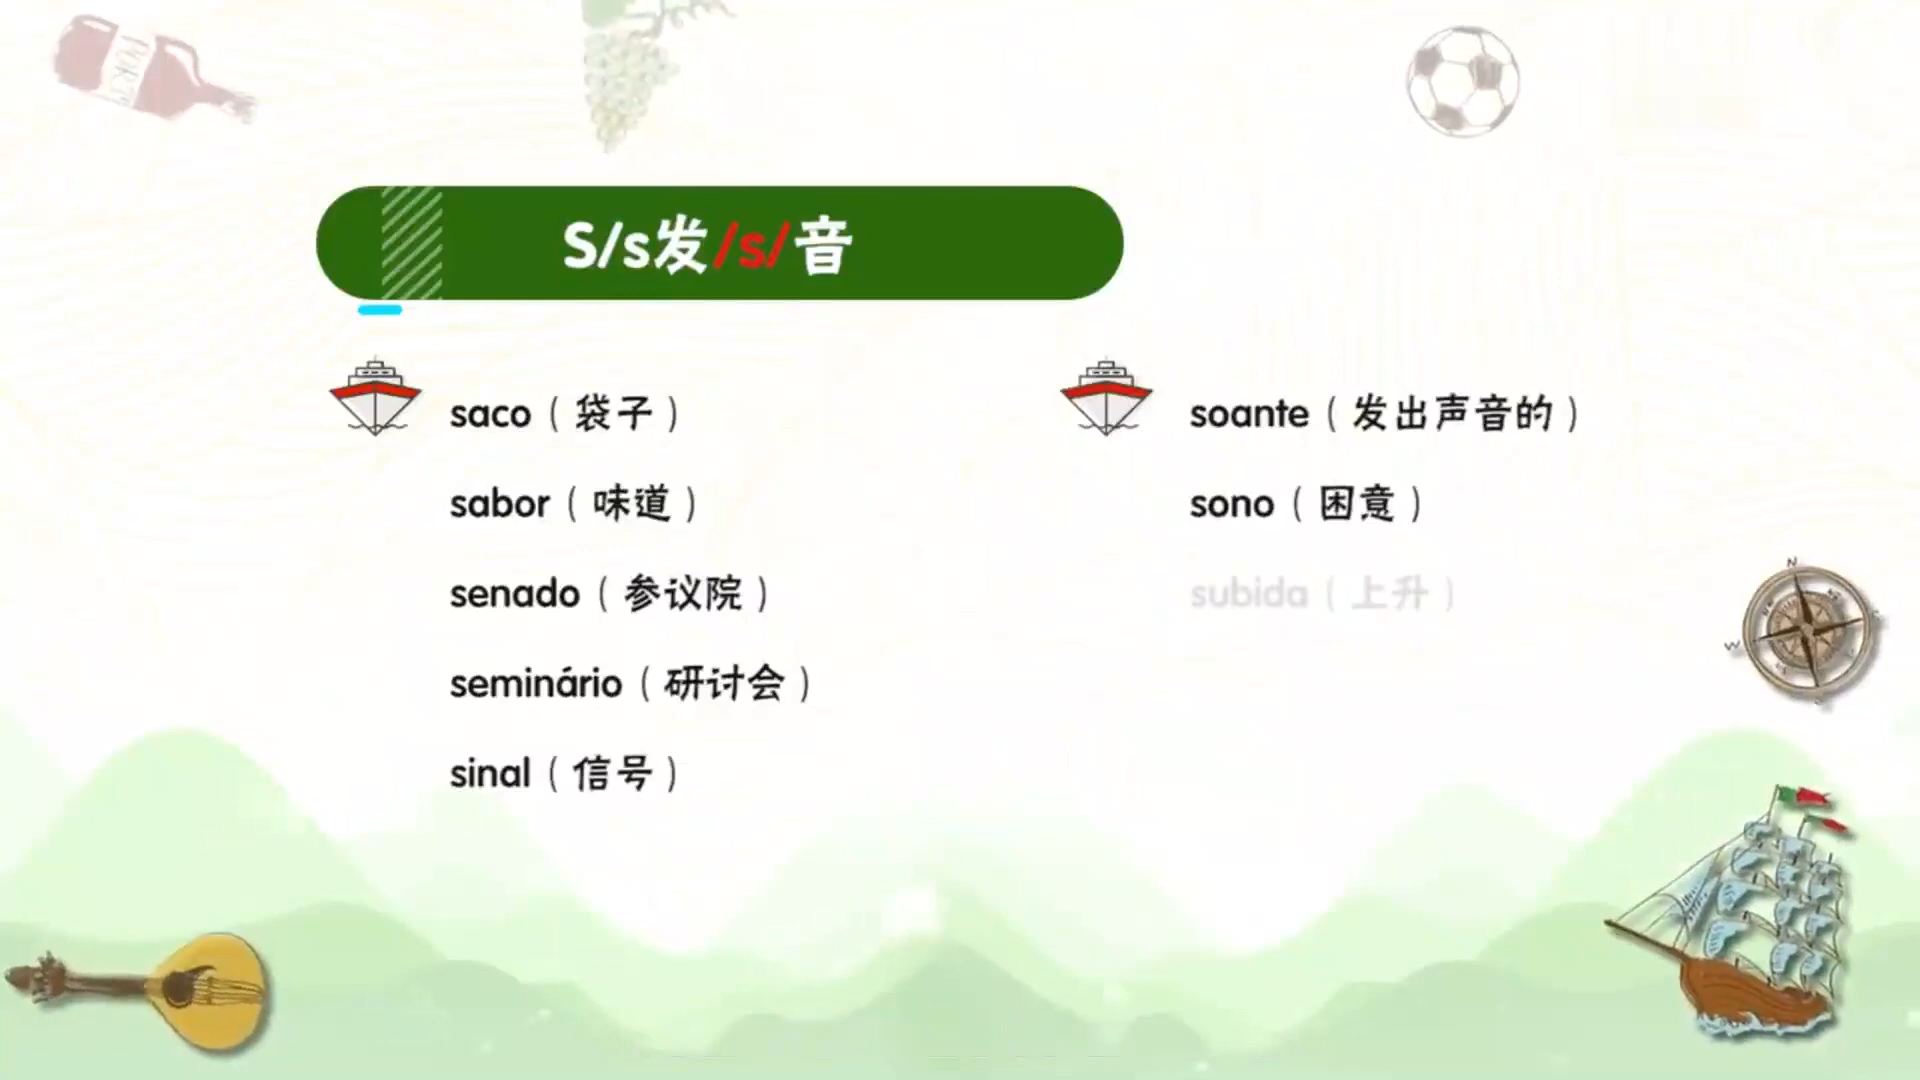 PORT
S/s发/s/音
saco（袋子）
sabor（味道）
senado（参议院）
seminário（研讨会）
sinal（信号）
soante（发出声音的）
sono（困意）
subida（上升）
N
W